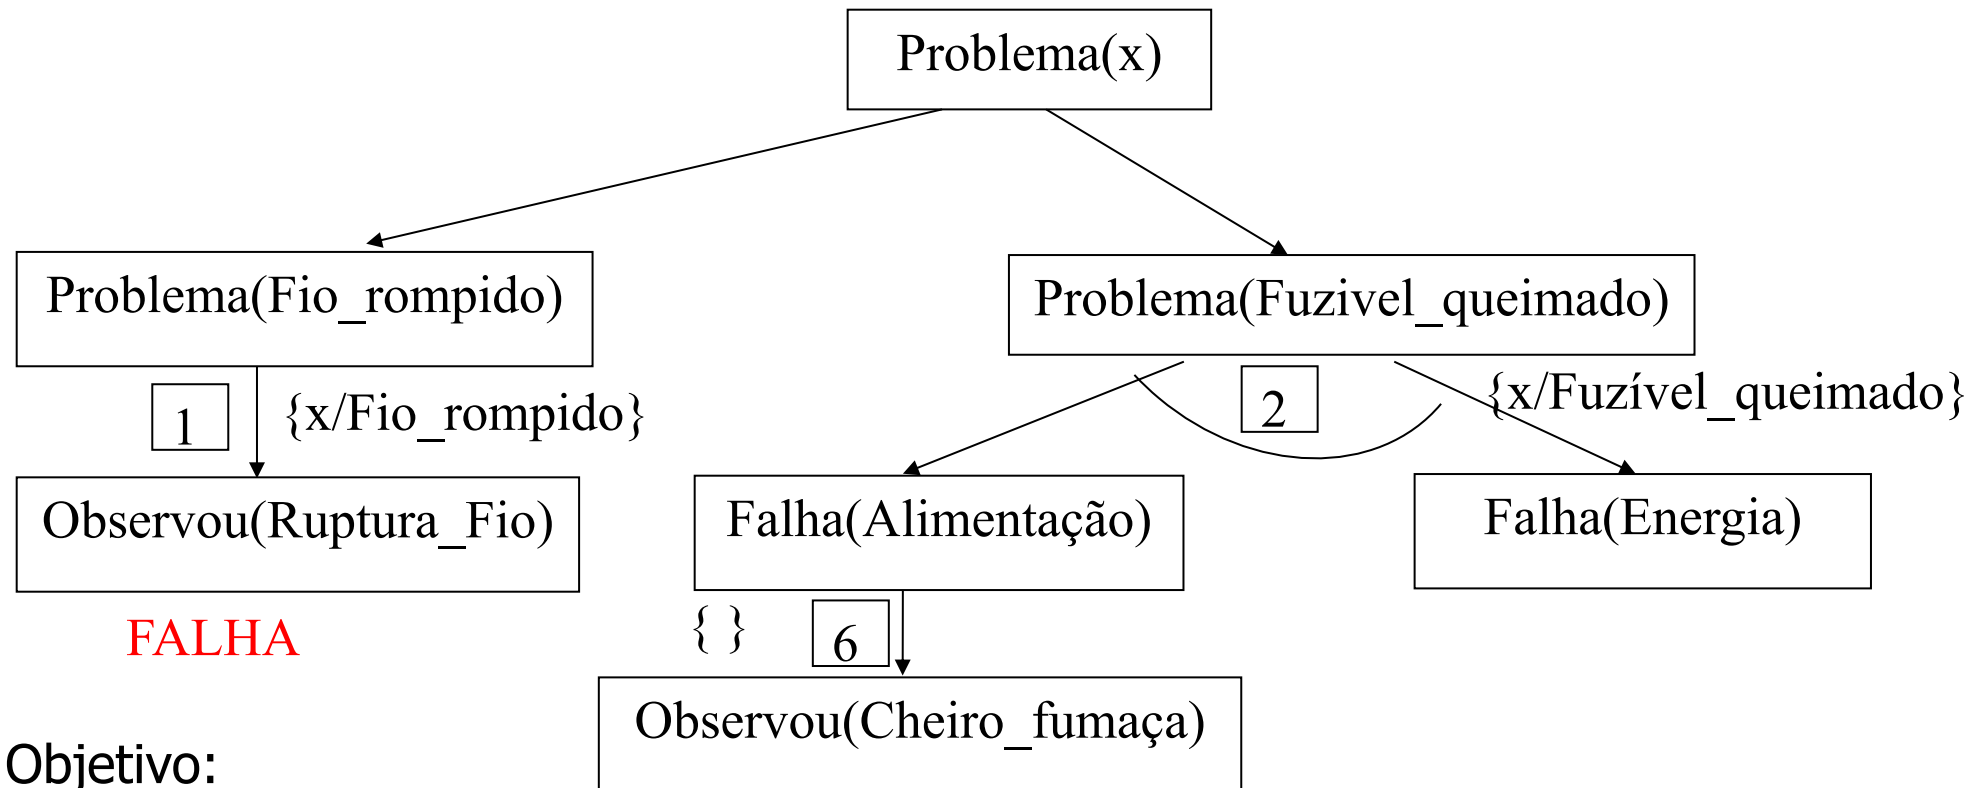 Problema(x)
Problema(Fio_rompido)
Problema(Fuzivel_queimado)
1
{x/Fio_rompido}
2
{x/Fuzível_queimado}
Observou(Ruptura_Fio)
Falha(Alimentação)
Falha(Energia)
FALHA
{ }
6
Observou(Cheiro_fumaça)
Objetivo: